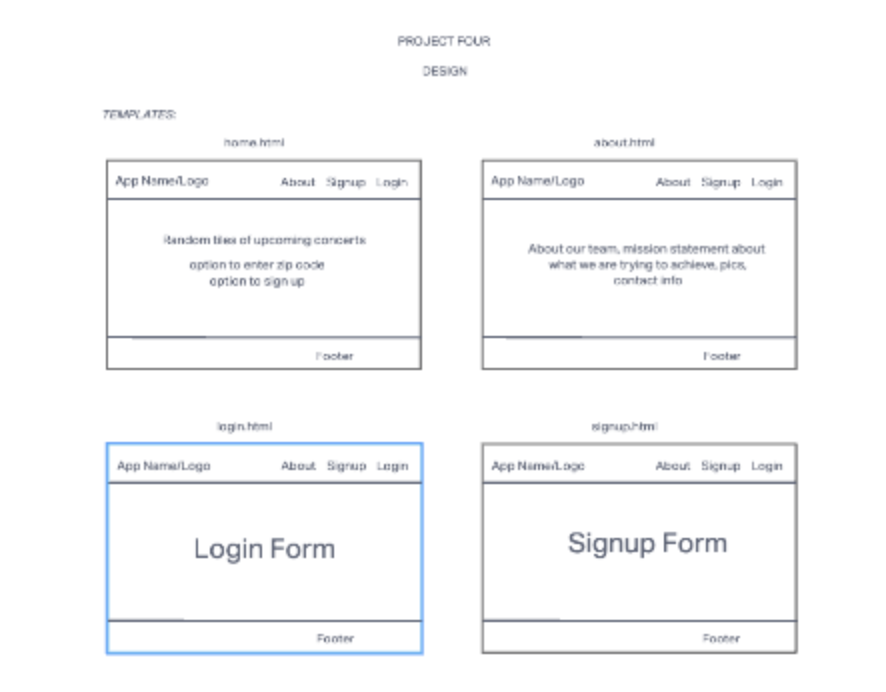 PROJECT FOUR
DESIGN
TEMPLATES:
home.html
App Name/Logo About Signup Login
Random tiles of upcoming concerts
option to enter zip code
option to sign up
Footer
about.html
App Name/Logo About Signup Login
About our team, mission statement about
what we are trying to achieve, pics,
contact info
Footer
login.html
App Name/Logo About Signup Login
Login Form
Footer
signup.html
App Name/Logo About Signup Login
Signup Form
Footer